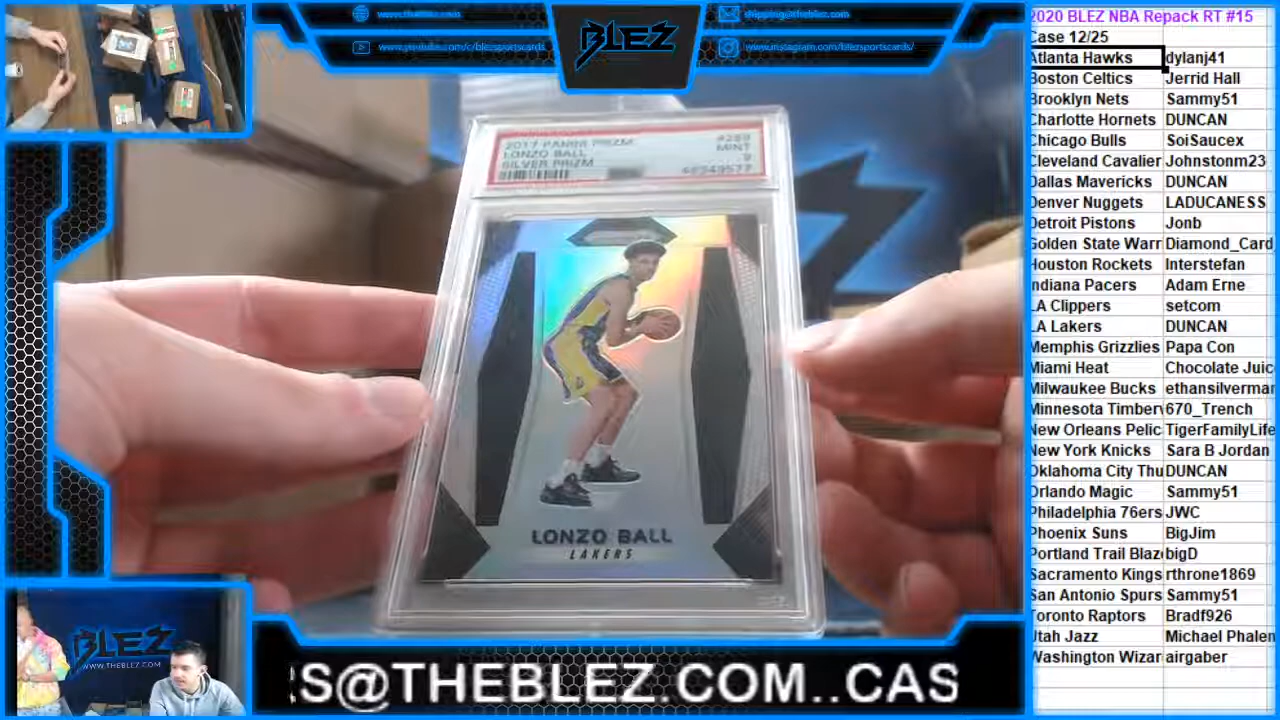 www.theblez.com
shipping@theblez.com
www.youtube.com/c/blezsportscards
www.instagram.com/blezsportscards/
BLEZ
2017 PANINI PRIZM #289
LONZO BALL MINT
SILVER PRIZM 9
LONZO BALL
LAKERS
BLEZ
WWW.THEBLEZ.COM
S@THEBLEZ.COM..CAS
2020 BLEZ NBA Repack RT #15
Case 12/25
Atlanta Hawks dylanj41
Boston Celtics Jerrid Hall
Brooklyn Nets Sammy51
Charlotte Hornets DUNCAN
Chicago Bulls SoiSaucex
Cleveland Cavalier Johnstonm23
Dallas Mavericks DUNCAN
Denver Nuggets LADUCANESS
Detroit Pistons Jonb
Golden State Warr Diamond_Card
Houston Rockets Interstefan
Indiana Pacers Adam Erne
LA Clippers setcom
LA Lakers DUNCAN
Memphis Grizzlies Papa Con
Miami Heat Chocolate Juic
Milwaukee Bucks ethansilverma
Minnesota Timber 670_Trench
New Orleans Pelic TigerFamilyLife
New York Knicks Sara B Jordan
Oklahoma City Thu DUNCAN
Orlando Magic Sammy51
Philadelphia 76ers JWC
Phoenix Suns BigJim
Portland Trail Blaz bigD
Sacramento Kings rthrone1869
San Antonio Spurs Sammy51
Toronto Raptors Bradf926
Utah Jazz Michael Phalen
Washington Wizar airgaber